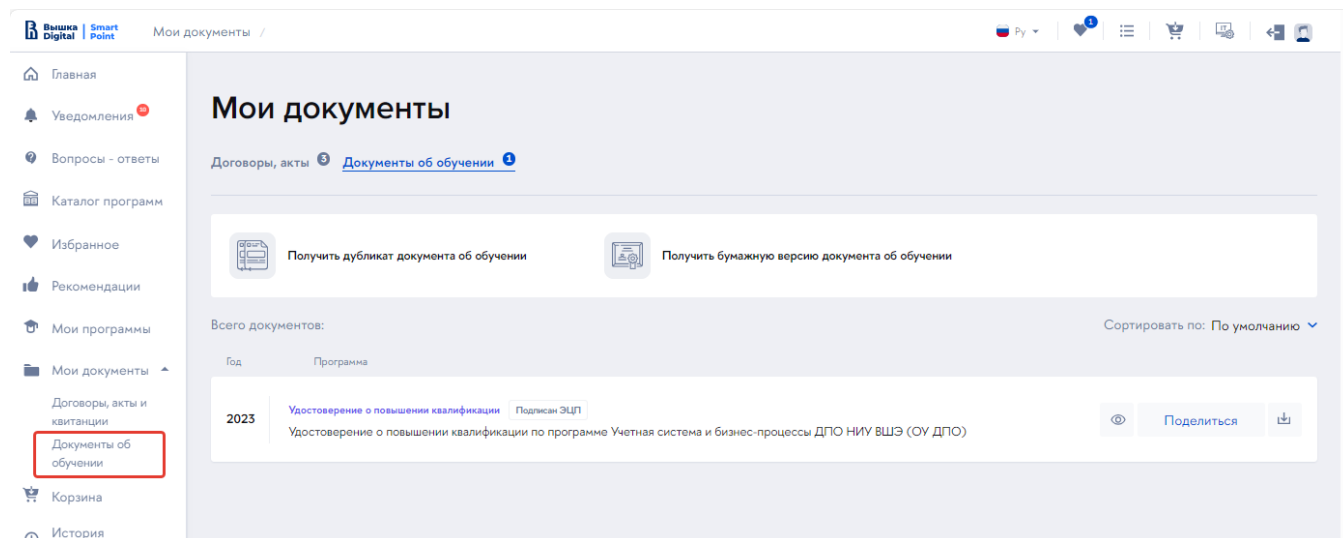 Вышка Digital | Smart Point
Мои документы /
1
Ру
Главная
Уведомления
Вопросы - ответы
Каталог программ
Избранное
Рекомендации
Мои программы
Мои документы
Договоры, акты и
квитанции
Документы об
обучении
Корзина
История
Мои документы
Договоры, акты 3 Документы об обучении 1
Получить дубликат документа об обучении Получить бумажную версию документа об обучении
Всего документов: Сортировать по: По умолчанию
Год Программа
2023 Удостоверение о повышении квалификации Подписан ЭЦП
Удостоверение о повышении квалификации по программе Учетная система и бизнес-процессы ДПО НИУ ВШЭ (ОУ ДПО)
Поделиться